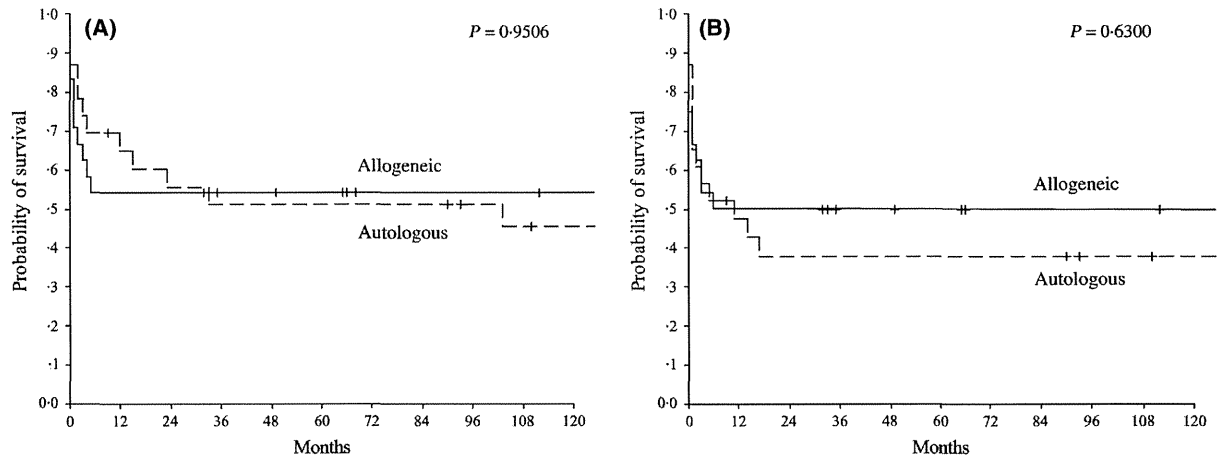 (A)
P = 0·9506
Probability of survival
1·0
·9
·8
·7
·6
·5
·4
·3
·2
·1
0·0
Allogeneic
Autologous
0 12 24 36 48 60 72 84 96 108 120
Months
(B)
P = 0·6300
Probability of survival
1·0
·9
·8
·7
·6
·5
·4
·3
·2
·1
0·0
Allogeneic
Autologous
0 12 24 36 48 60 72 84 96 108 120
Months